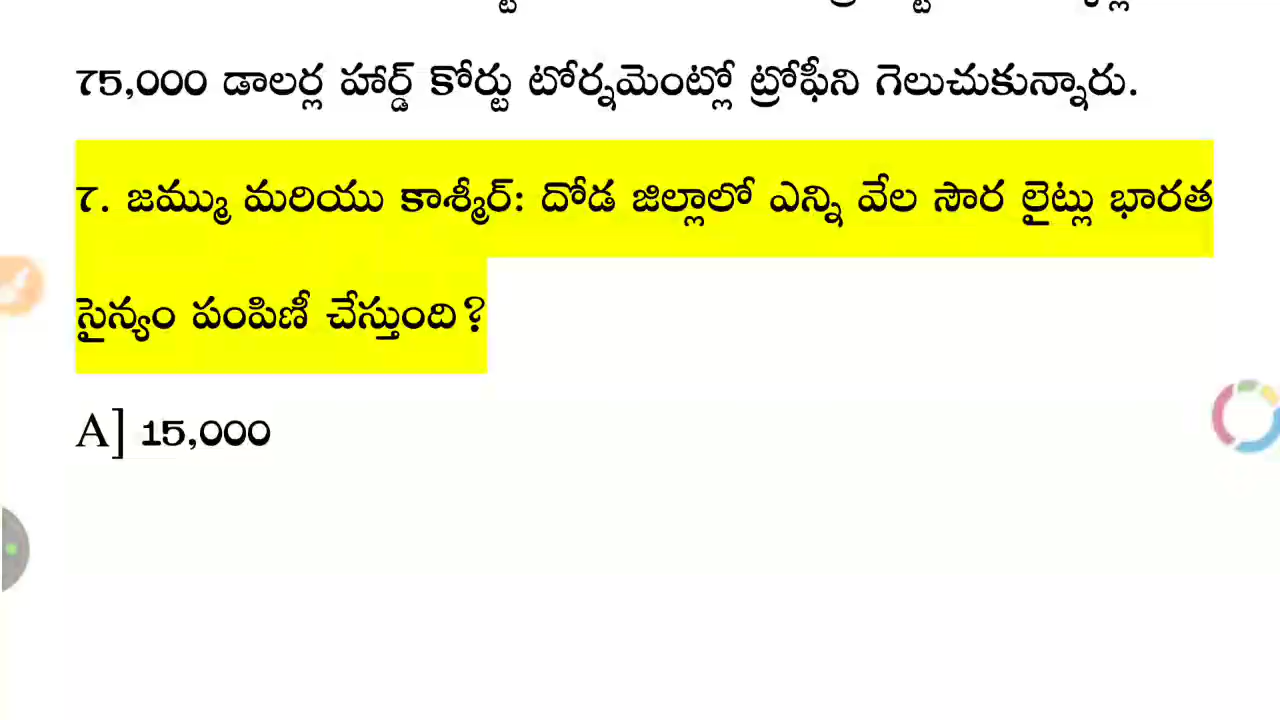 75,000 డాలర్ల హార్డ్ కోర్టు టోర్నమెంట్లో ట్రోఫీని గెలుచుకున్నారు.
7. జమ్ము మరియు కాశ్మీర్: దోడ జిల్లాలో ఎన్ని వేల సౌర లైట్లు భారత
సైన్యం పంపిణీ చేస్తుంది?
A] 15,000